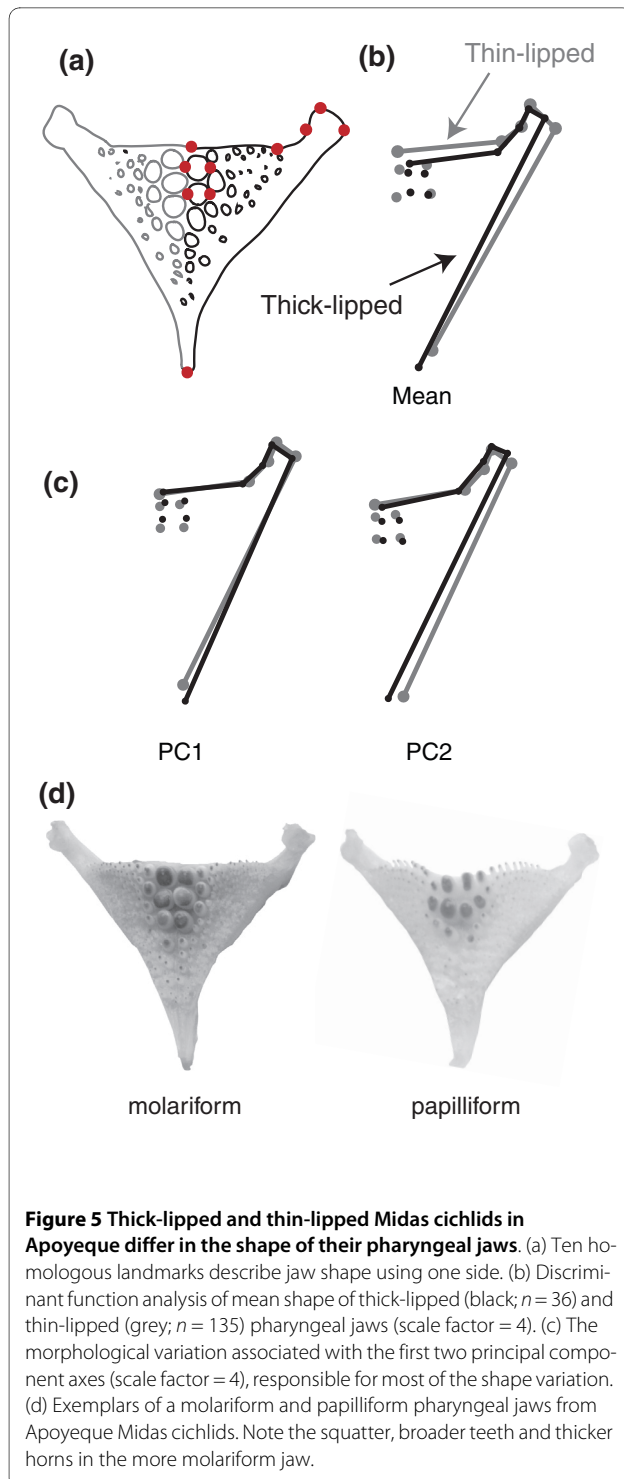 (a)
(b)
Thin-lipped
Thick-lipped
Mean
(c)
PC1
PC2
(d)
molariform
papilliform
Figure 5 Thick-lipped and thin-lipped Midas cichlids in
Apoyeque differ in the shape of their pharyngeal jaws. (a) Ten ho-
mologous landmarks describe jaw shape using one side. (b) Discrimi-
nant function analysis of mean shape of thick-lipped (black; n = 36) and
thin-lipped (grey; n = 135) pharyngeal jaws (scale factor = 4). (c) The
morphological variation associated with the first two principal compo-
nent axes (scale factor = 4), responsible for most of the shape variation.
(d) Exemplars of a molariform and papilliform pharyngeal jaws from
Apoyeque Midas cichlids. Note the squatter, broader teeth and thicker
horns in the more molariform jaw.